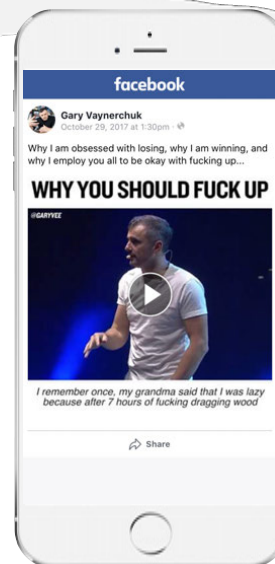 facebook
Gary Vaynerchuk
October 29, 2017 at 1:30pm ·
Why I am obsessed with losing, why I am winning, and
why I employ you all to be okay with fucking up...
WHY YOU SHOULD FUCK UP
@GARYVEE
I remember once, my grandma said that I was lazy
because after 7 hours of fucking dragging wood
Share